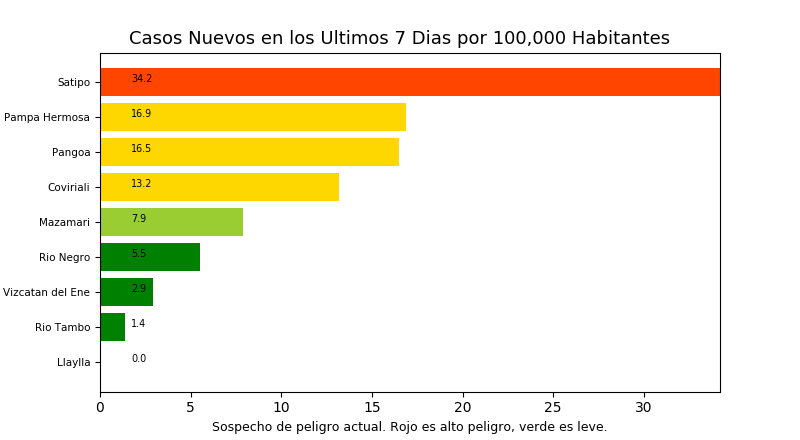 Casos Nuevos en los Ultimos 7 Dias por 100,000 Habitantes
Satipo 34.2
Pampa Hermosa 16.9
Pangoa 16.5
Coviriali 13.2
Mazamari 7.9
Rio Negro 5.5
Vizcatan del Ene 2.9
Rio Tambo 1.4
Llaylla 0.0
0 5 10 15 20 25 30
Sospecho de peligro actual. Rojo es alto peligro, verde es leve.